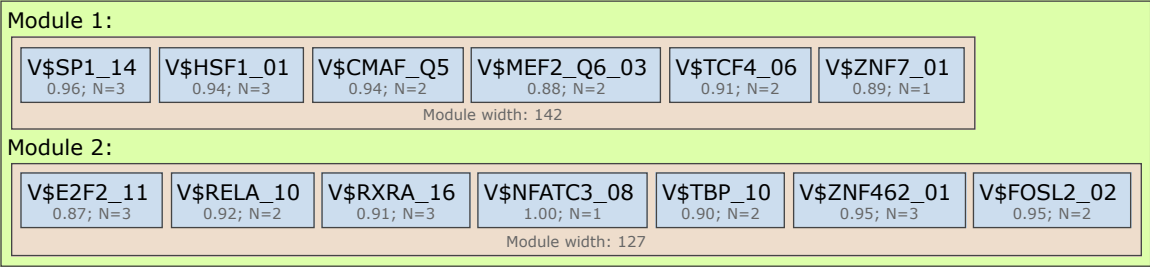 Module 1:
V$SP1_14 V$HSF1_01 V$CMAF_Q5 V$MEF2_Q6_03 V$TCF4_06 V$ZNF7_01
0.96; N=3 0.94; N=3 0.94; N=2 0.88; N=2 0.91; N=2 0.89; N=1
Module width: 142
Module 2:
V$E2F2_11 V$RELA_10 V$RXRA_16 V$NFATC3_08 V$TBP_10 V$ZNF462_01 V$FOSL2_02
0.87; N=3 0.92; N=2 0.91; N=3 1.00; N=1 0.90; N=2 0.95; N=3 0.95; N=2
Module width: 127